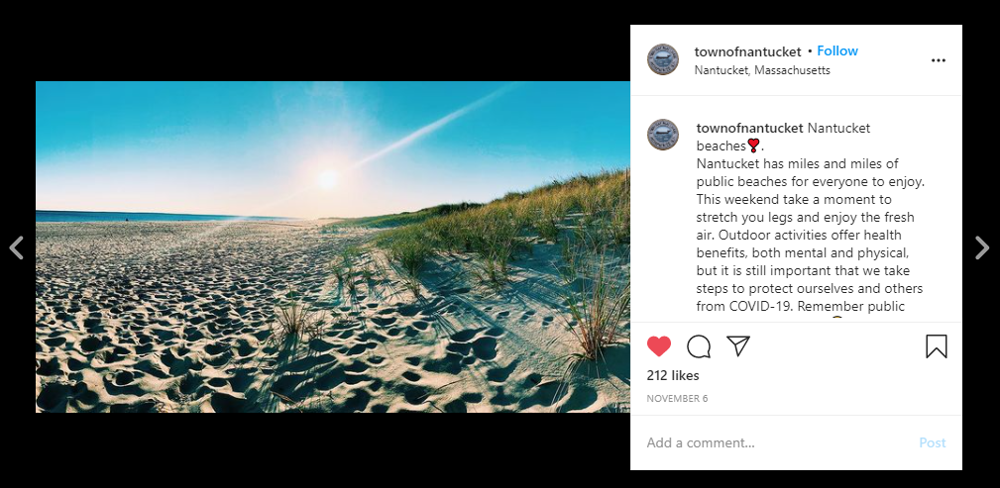 townofnantucket • Follow
Nantucket, Massachusetts
townofnantucket Nantucket
beaches❣️.
Nantucket has miles and miles of
public beaches for everyone to enjoy.
This weekend take a moment to
stretch you legs and enjoy the fresh
air. Outdoor activities offer health
benefits, both mental and physical,
but it is still important that we take
steps to protect ourselves and others
from COVID-19. Remember public
212 likes
NOVEMBER 6
Add a comment...
Post